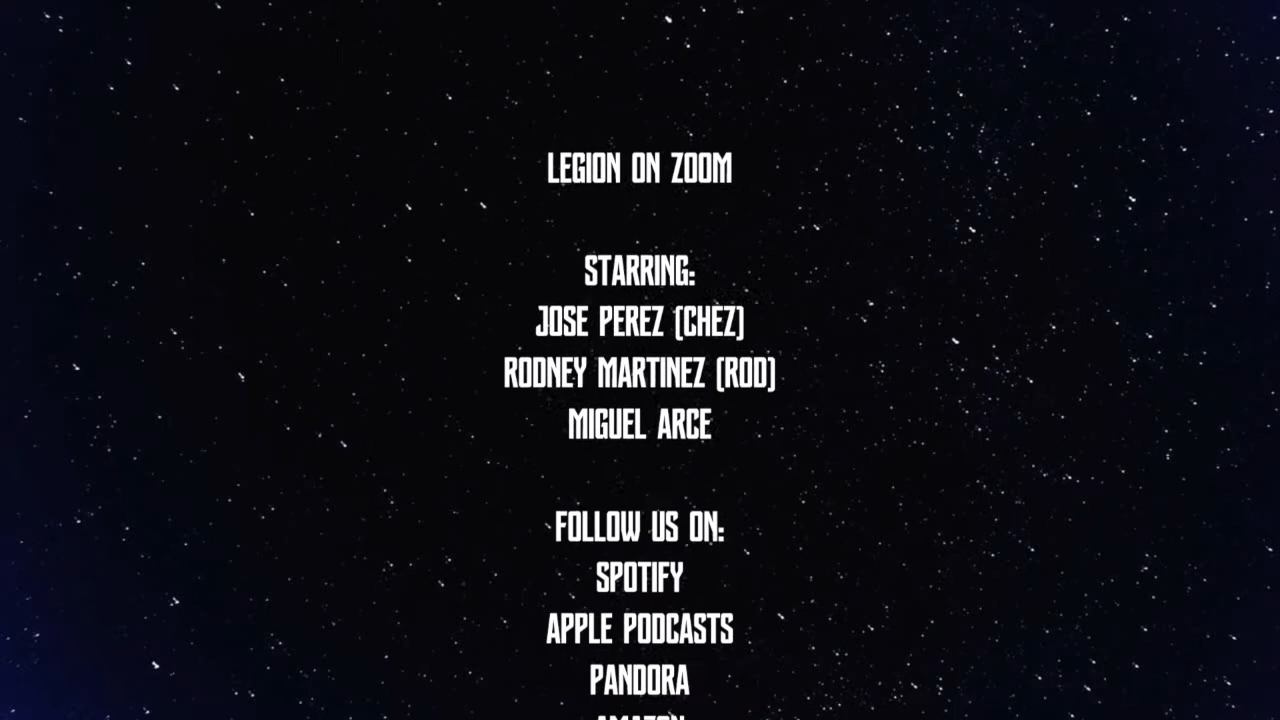 LEGION ON ZOOM
STARRING:
JOSE PEREZ (CHEZ)
RODNEY MARTINEZ (ROD)
MIGUEL ARCE
FOLLOW US ON:
SPOTIFY
APPLE PODCASTS
PANDORA
AMAZON